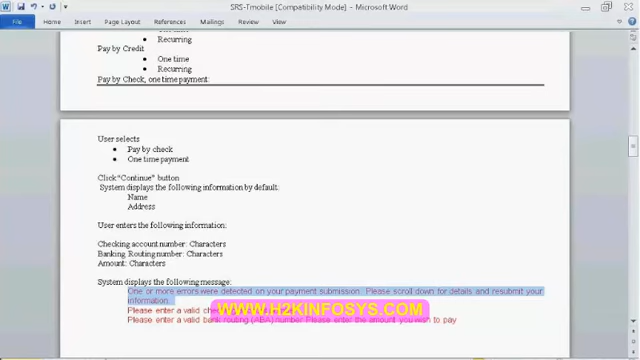 SRS-Tmobile [Compatibility Mode] - Microsoft Word
File Home Insert Page Layout References Mailings Review View
Recurring
Pay by Credit
One time
Recurring
Pay by Check, one time payment:
User selects
Pay by check
One time payment
Click "Continue" button
System displays the following information by default:
Name
Address
User enters the following information:
Checking account number: Characters
Banking Routing number: Characters
Amount: Characters
System displays the following message:
One or more errors were detected on your payment submission. Please scroll down for details and resubmit your
information.
WWW.H2KINFOSYS.COM
Please enter a valid
Please enter a valid bank routing (ABA) number Please enter the amount you wish to pay